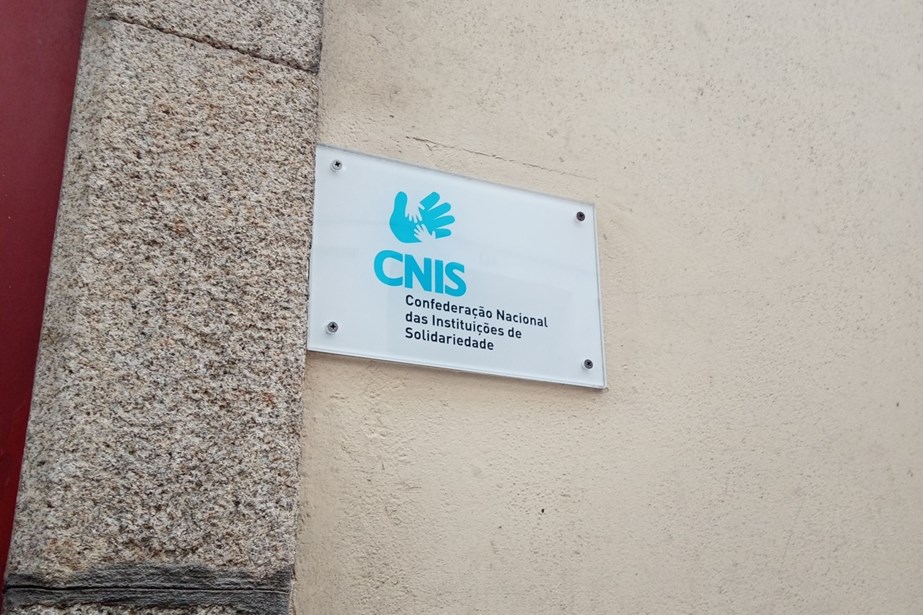 CNIS
Confederação Nacional
das Instituições de
Solidariedade